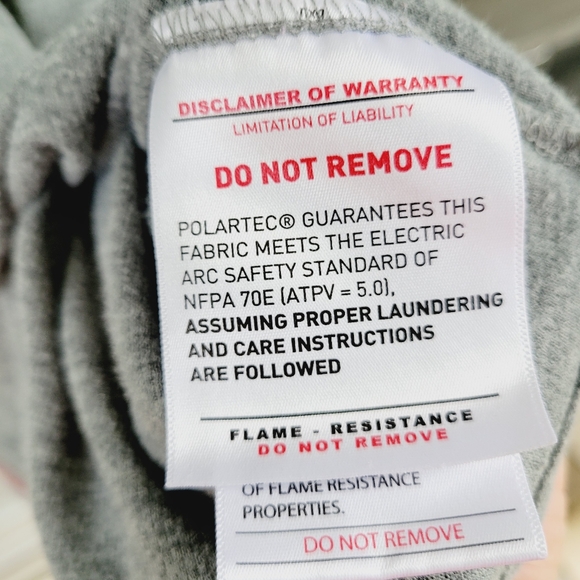 DISCLAIMER OF WARRANTY
LIMITATION OF LIABILITY
DO NOT REMOVE
POLARTEC® GUARANTEES THIS
FABRIC MEETS THE ELECTRIC
ARC SAFETY STANDARD OF
NFPA 70E (ATPV = 5.0),
ASSUMING PROPER LAUNDERING
AND CARE INSTRUCTIONS
ARE FOLLOWED
FLAME - RESISTANCE
DO NOT REMOVE
OF FLAME RESISTANCE
PROPERTIES.
DO NOT REMOVE